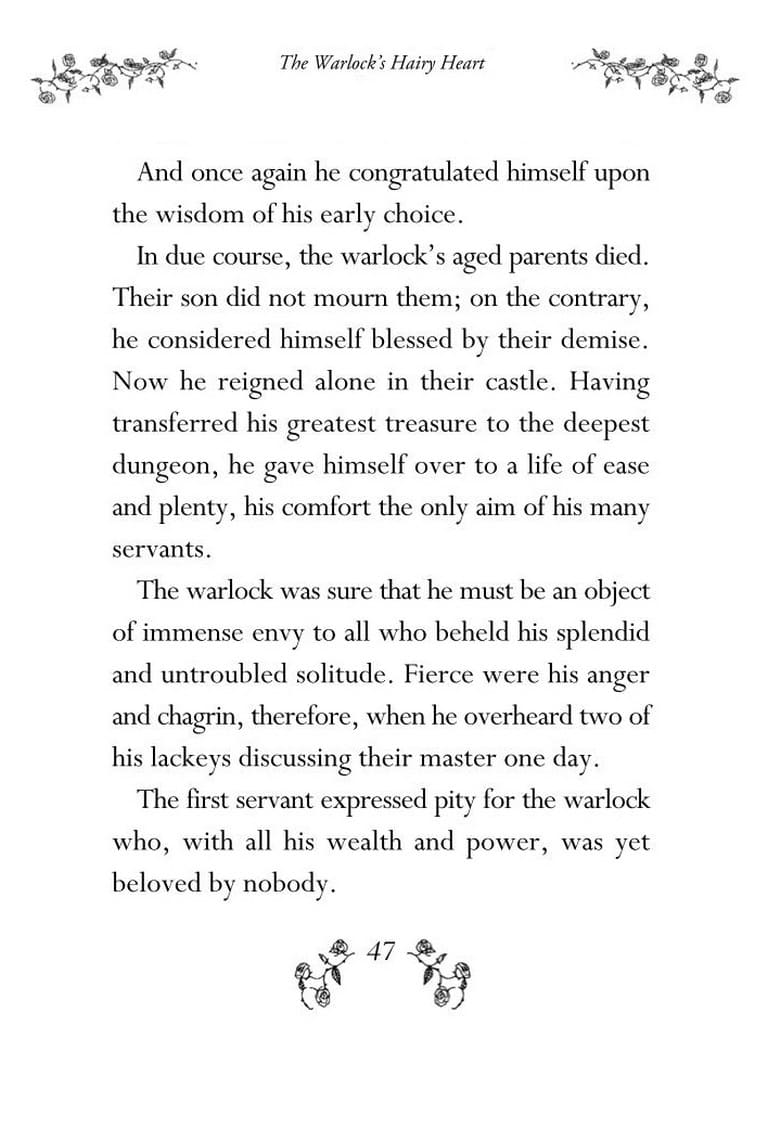 The Warlock's Hairy Heart
And once again he congratulated himself upon
the wisdom of his early choice.
In due course, the warlock's aged parents died.
Their son did not mourn them; on the contrary,
he considered himself blessed by their demise.
Now he reigned alone in their castle. Having
transferred his greatest treasure to the deepest
dungeon, he gave himself over to a life of ease
and plenty, his comfort the only aim of his many
servants.
The warlock was sure that he must be an object
of immense envy to all who beheld his splendid
and untroubled solitude. Fierce were his anger
and chagrin, therefore, when he overheard two of
his lackeys discussing their master one day.
The first servant expressed pity for the warlock
who, with all his wealth and power, was yet
beloved by nobody.
47